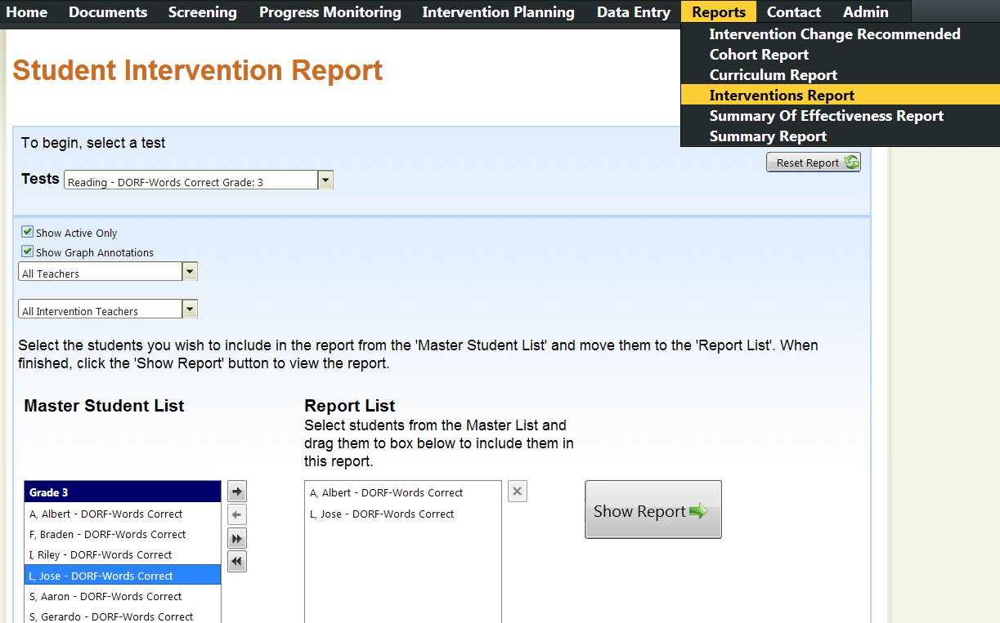 Home Documents Screening Progress Monitoring Intervention Planning Data Entry Reports Contact Admin
Intervention Change Recommended
Cohort Report
Curriculum Report
Interventions Report
Summary Of Effectiveness Report
Summary Report
Student Intervention Report
To begin, select a test
Reset Report
Tests Reading - DORF-Words Correct Grade: 3
Show Active Only
Show Graph Annotations
All Teachers
All Intervention Teachers
Select the students you wish to include in the report from the 'Master Student List' and move them to the 'Report List'. When
finished, click the 'Show Report' button to view the report.
Master Student List
Report List
Select students from the Master List and
drag them to box below to include them in
this report.
Grade 3
A, Albert - DORF-Words Correct
F, Braden - DORF-Words Correct
I, Riley - DORF-Words Correct
L, Jose - DORF-Words Correct
S, Aaron - DORF-Words Correct
S, Gerardo - DORF-Words Correct
A, Albert - DORF-Words Correct
L, Jose - DORF-Words Correct
Show Report